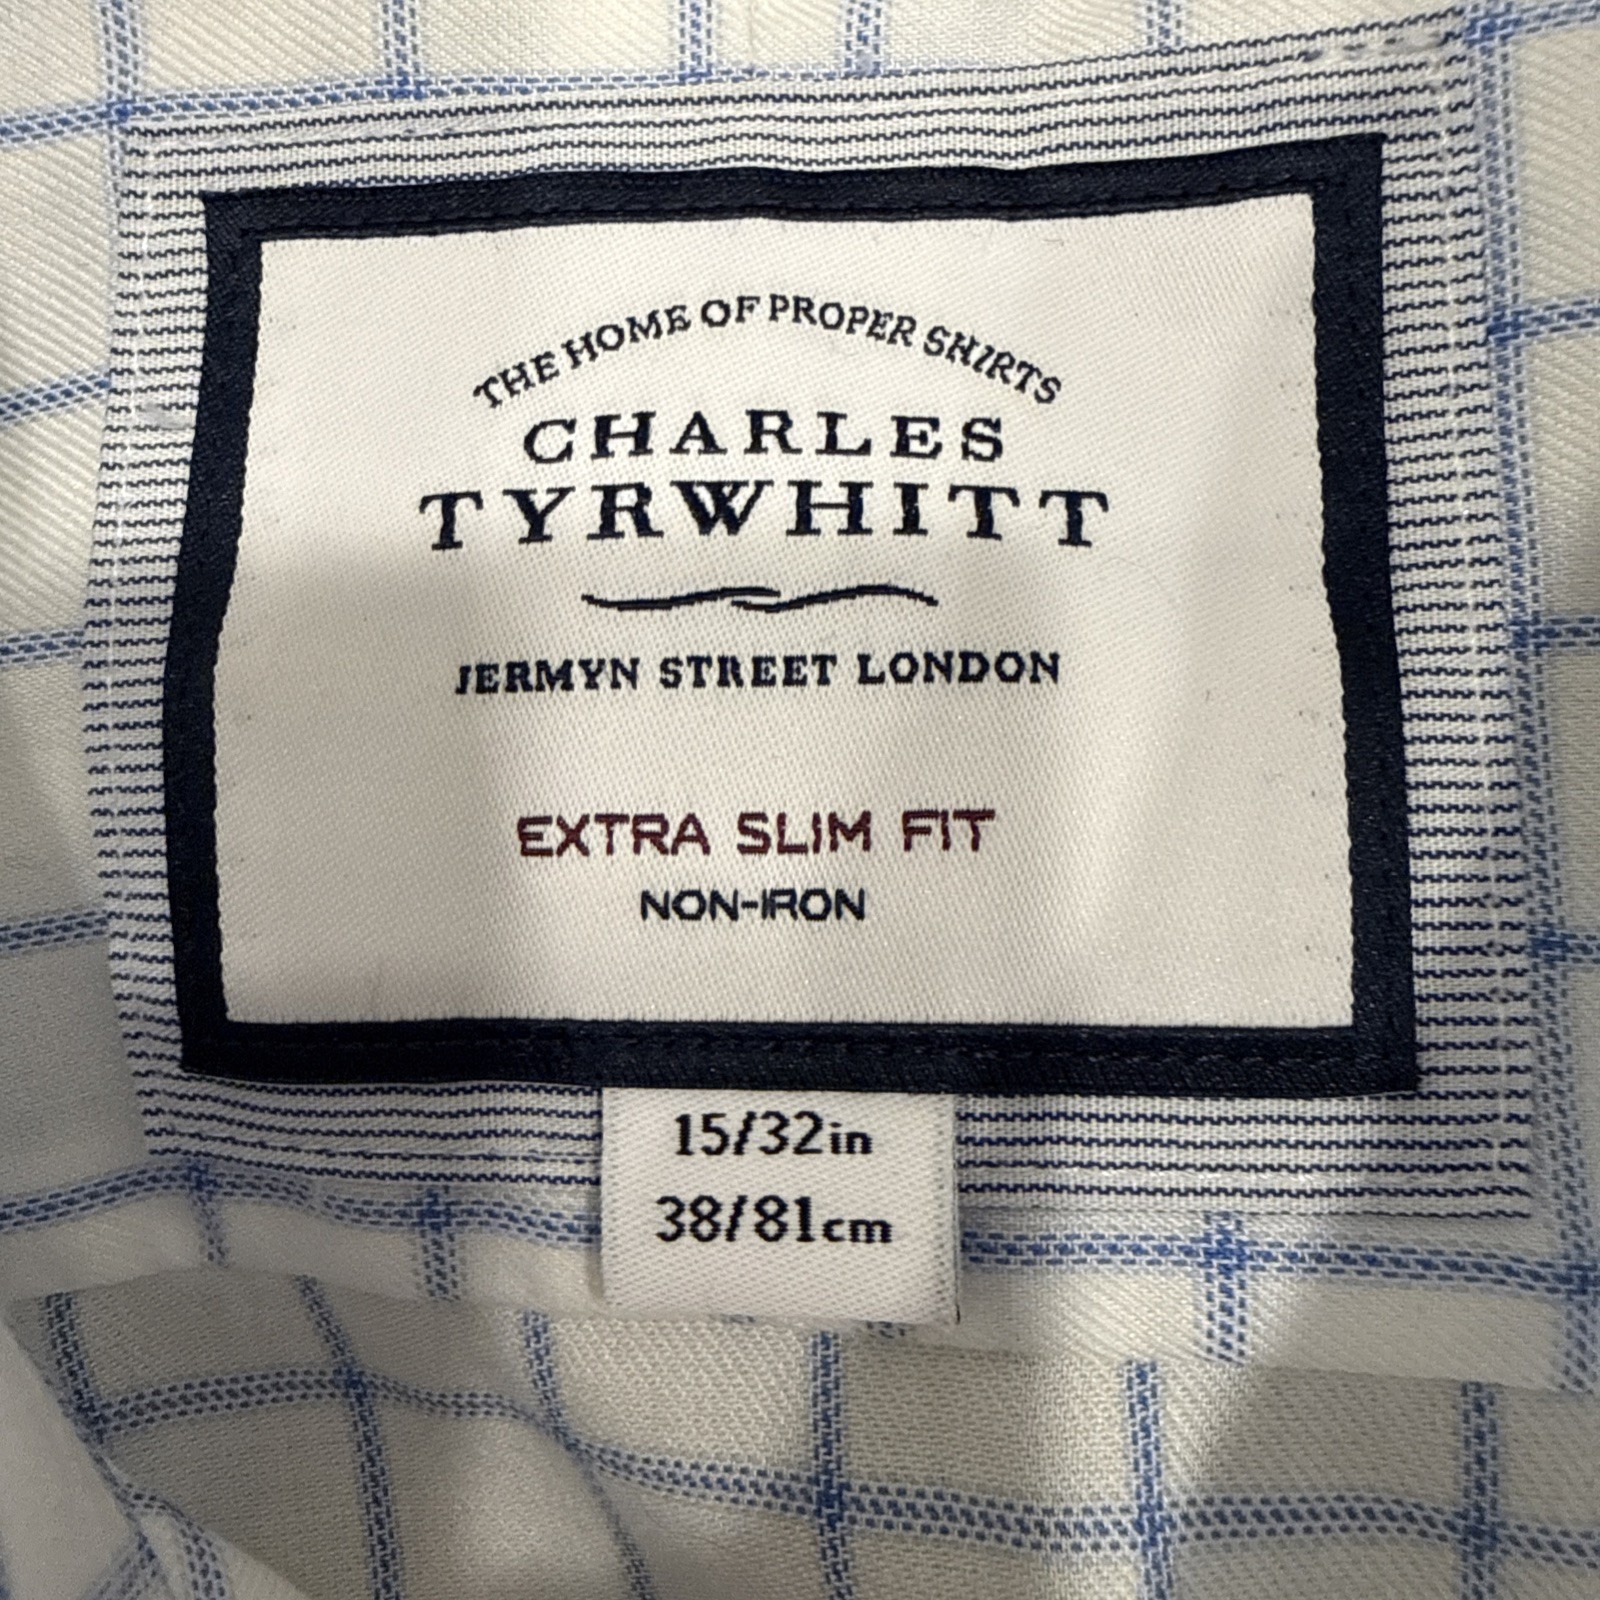 THE HOME OF PROPER SHIRTS
CHARLES
TYRWHITT
JERMYN STREET LONDON
EXTRA SLIM FIT
NON-IRON
15/32in
38/81cm